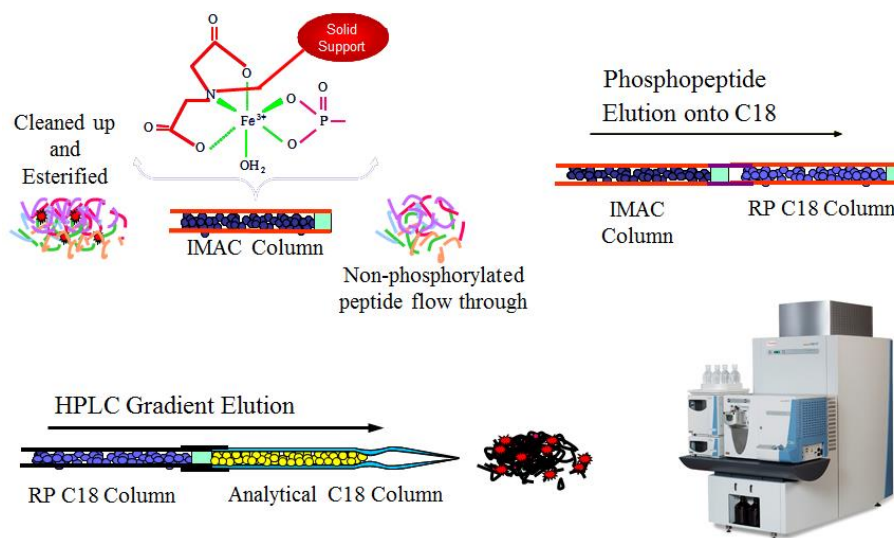 Solid
Support
O
O
N
Fe3+
O
O
P
O
O
O
OH2
Cleaned up
and
Esterified
IMAC Column
Non-phosphorylated
peptide flow through
Phosphopeptide
Elution onto C18
IMAC
Column
RP C18 Column
HPLC Gradient Elution
RP C18 Column
Analytical C18 Column